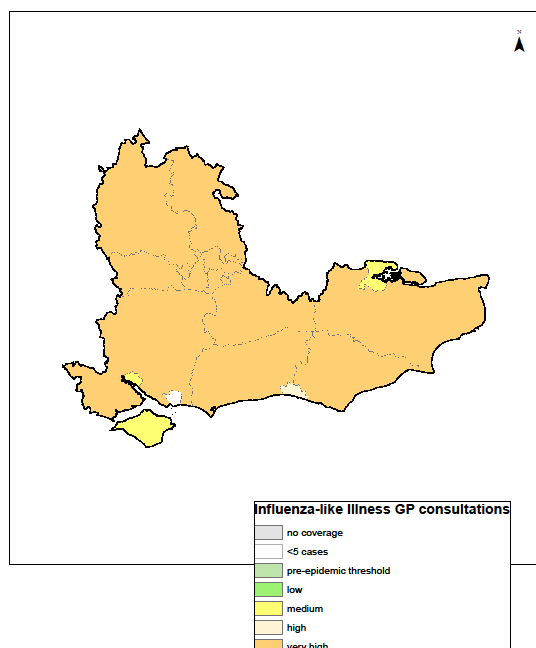 N
Influenza-like Illness GP consultations
no coverage
<5 cases
pre-epidemic threshold
low
medium
high
very high